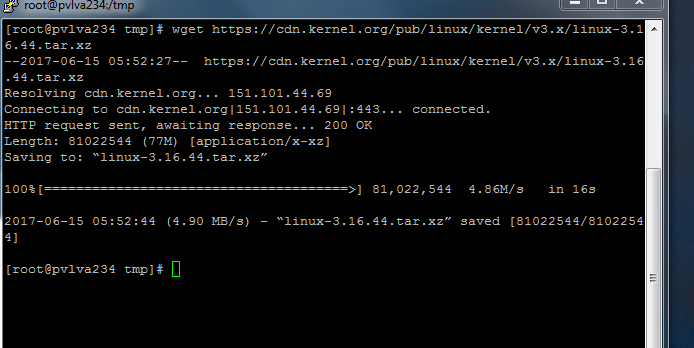 root@pvlva234:/tmp
[root@pvlva234 tmp]# wget https://cdn.kernel.org/pub/linux/kernel/v3.x/linux-3.1
6.44.tar.xz
--2017-06-15 05:52:27--  https://cdn.kernel.org/pub/linux/kernel/v3.x/linux-3.16
.44.tar.xz
Resolving cdn.kernel.org... 151.101.44.69
Connecting to cdn.kernel.org|151.101.44.69|:443... connected.
HTTP request sent, awaiting response... 200 OK
Length: 81022544 (77M) [application/x-xz]
Saving to: “linux-3.16.44.tar.xz”
100%[======================================>] 81,022,544  4.86M/s   in 16s
2017-06-15 05:52:44 (4.90 MB/s) - “linux-3.16.44.tar.xz” saved [81022544/8102254
4]
[root@pvlva234 tmp]#